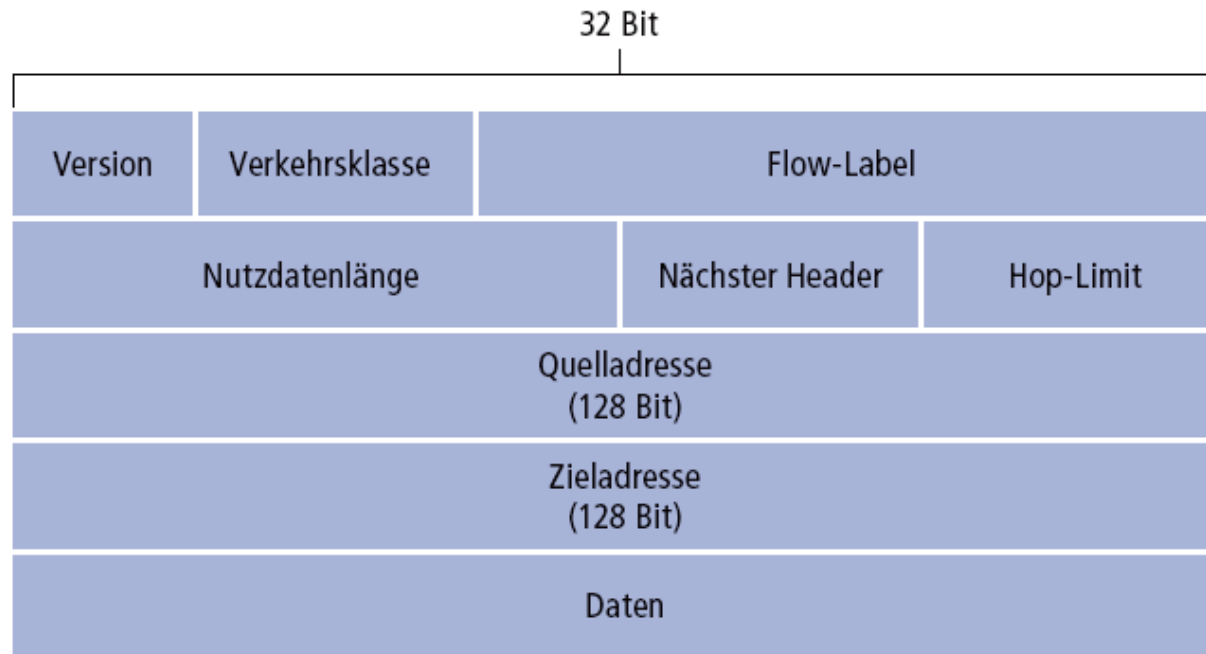 32 Bit
Version
Verkehrsklasse
Flow-Label
Nutzdatenlänge
Nächster Header
Hop-Limit
Quelladresse
(128 Bit)
Zieladresse
(128 Bit)
Daten